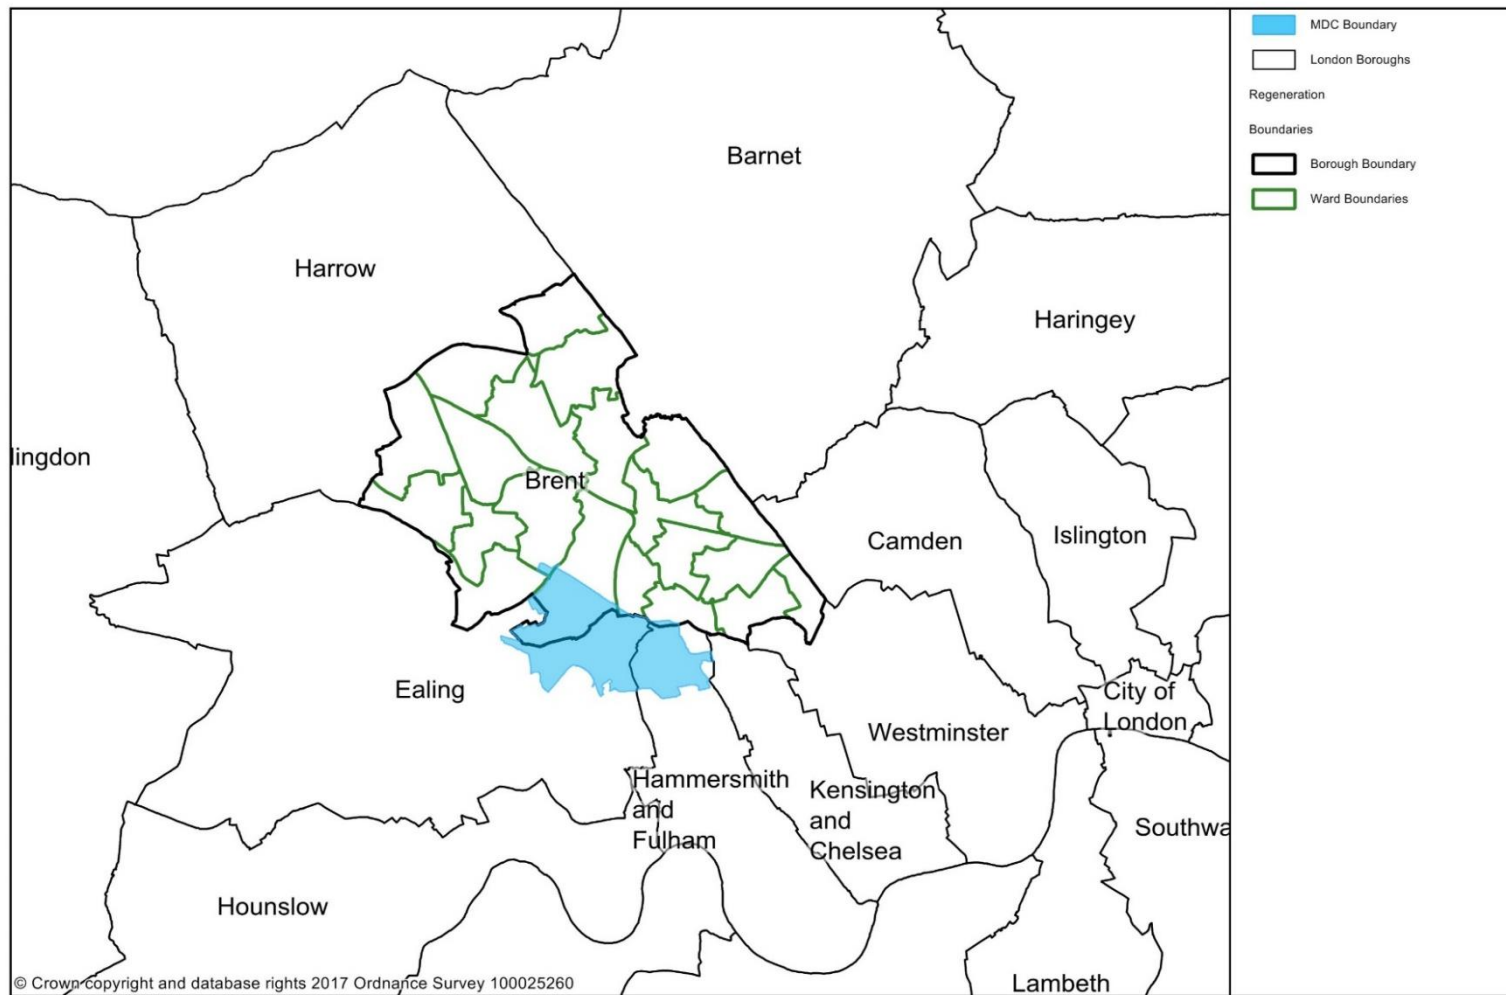 MDC Boundary
London Boroughs
Regeneration
Boundaries
Borough Boundary
Ward Boundaries
Barnet
Harrow
Haringey
lingdon
Brent
Camden
Islington
Ealing
City of
London
Westminster
Hammersmith
and
Fulham
Kensington
and
Chelsea
Southwa
Hounslow
Lambeth
© Crown copyright and database rights 2017 Ordnance Survey 100025260